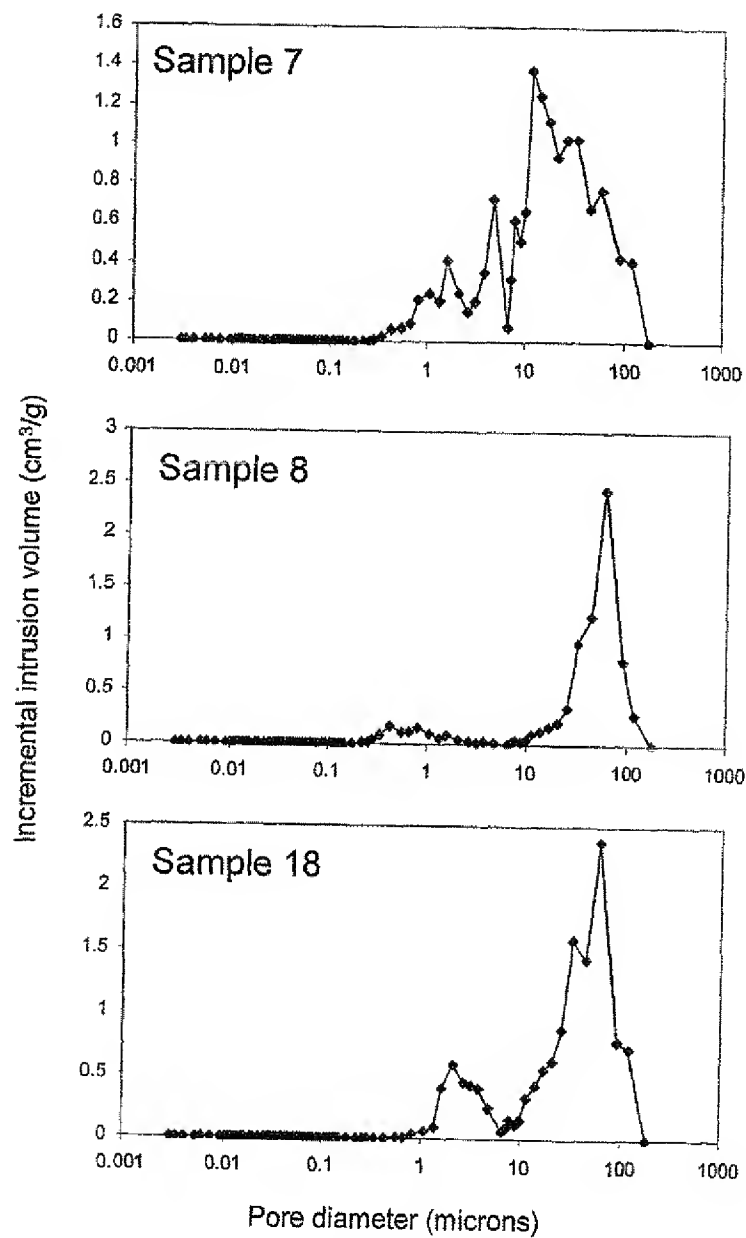 1.6
Sample 7
1.4
1.2
1
0.8
0.6
0.4
0.2
0
0.001 0.01 0.1 1 10 100 1000
Incremental intrusion volume (cm³/g)
3
Sample 8
2.5
2
1.5
1
0.5
0
0.001 0.01 0.1 1 10 100 1000
2.5
Sample 18
2
1.5
1
0.5
0
0.001 0.01 0.1 1 10 100 1000
Pore diameter (microns)